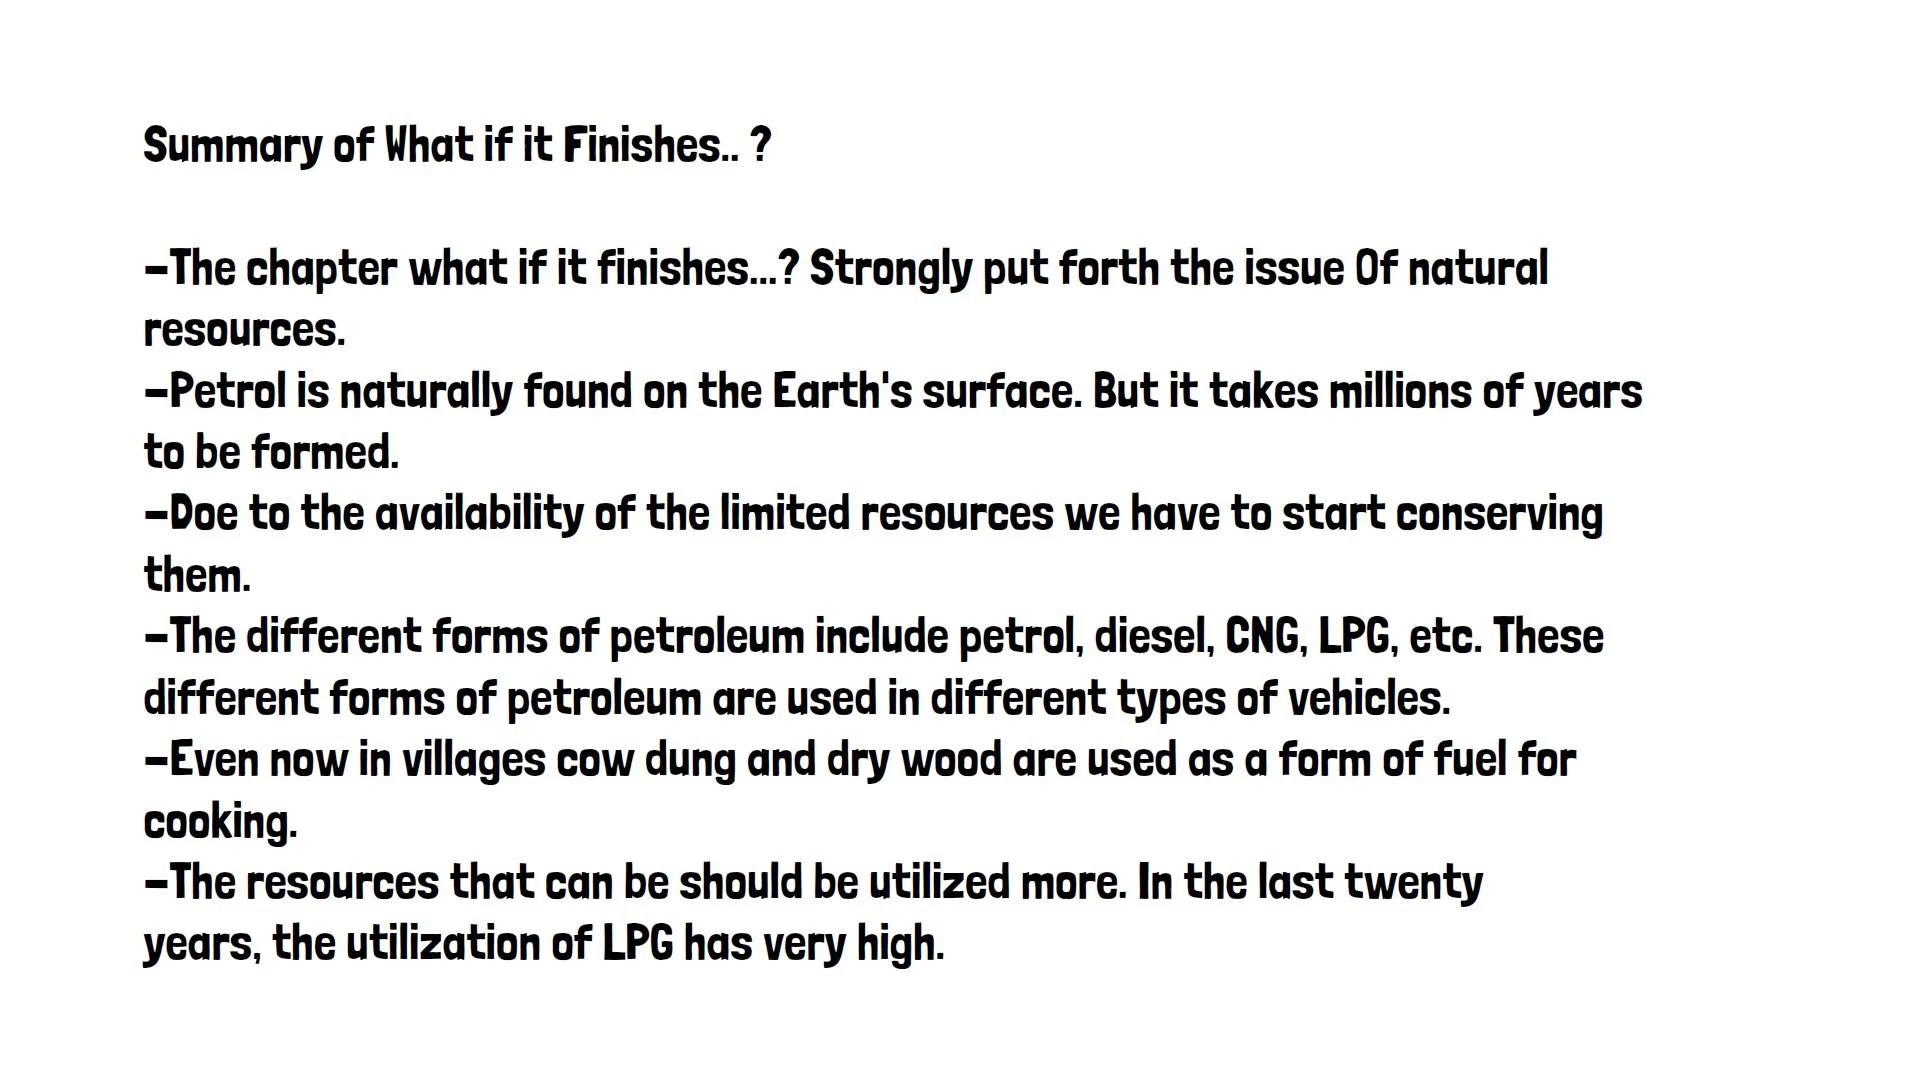 Summary of What if it Finishes.. ?
-The chapter what if it finishes...? Strongly put forth the issue Of natural
resources.
-Petrol is naturally found on the Earth's surface. But it takes millions of years
to be formed.
-Doe to the availability of the limited resources we have to start conserving
them.
-The different forms of petroleum include petrol, diesel, CNG, LPG, etc. These
different forms of petroleum are used in different types of vehicles.
-Even now in villages cow dung and dry wood are used as a form of fuel for
cooking.
-The resources that can be should be utilized more. In the last twenty
years, the utilization of LPG has very high.